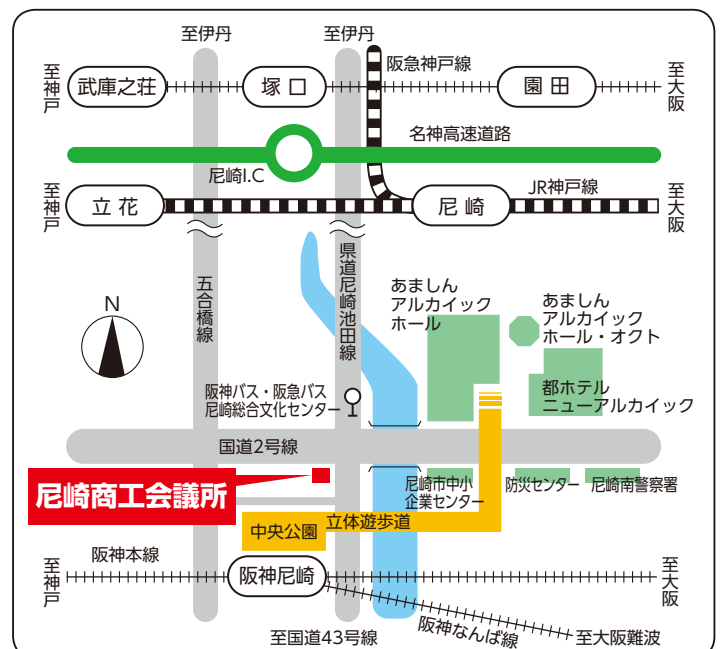 至伊丹
至伊丹
至神戸
武庫之荘
塚口
阪急神戸線
園田
至大阪
名神高速道路
尼崎I.C
至神戸
立花
尼崎
JR神戸線
至大阪
五合橋線
県道尼崎池田線
N
あましん
アルカイック
ホール
あましん
アルカイック
ホール・オクト
都ホテル
ニューアルカイック
阪神バス・阪急バス
尼崎総合文化センター
国道2号線
尼崎商工会議所
尼崎市中小
企業センター
防災センター
尼崎南警察署
中央公園
立体遊歩道
至神戸
阪神本線
阪神尼崎
至大阪
阪神なんば線
至国道43号線
至大阪難波